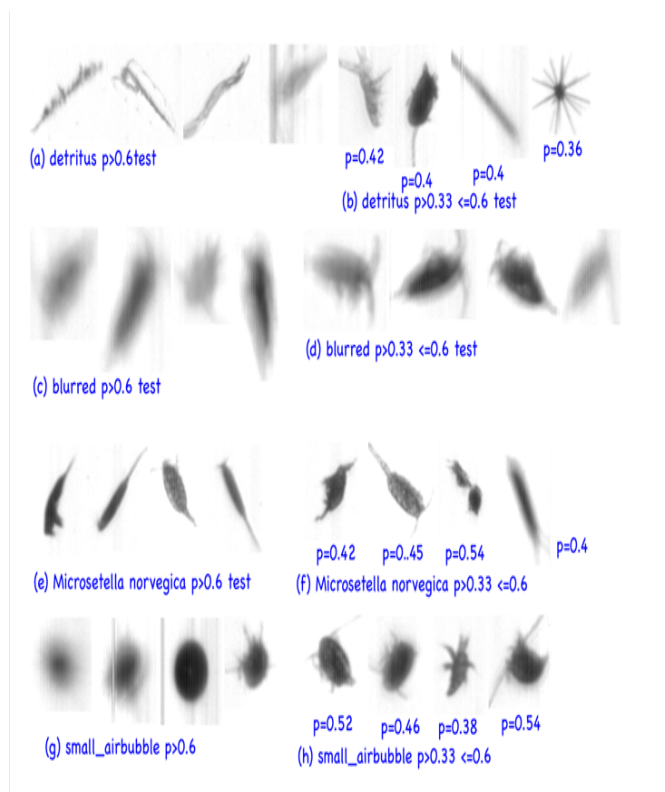 (a) detritus p>0.6test
p=0.42
p=0.4
p=0.4
p=0.36
(b) detritus p>0.33 <=0.6 test
(c) blurred p>0.6 test
(d) blurred p>0.33 <=0.6 test
(e) Microsetella norvegica p>0.6 test
p=0.42
p=0..45
p=0.54
p=0.4
(f) Microsetella norvegica p>0.33 <=0.6
(g) small_airbubble p>0.6
p=0.52
p=0.46
p=0.38
p=0.54
(h) small_airbubble p>0.33 <=0.6